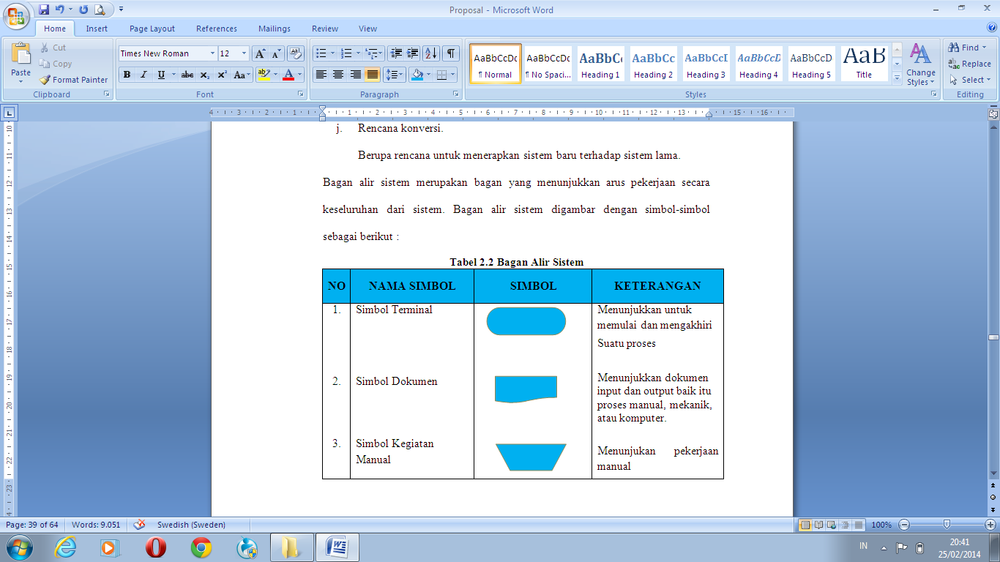 Proposal - Microsoft Word
Home Insert Page Layout References Mailings Review View
Paste
Cut
Copy
Format Painter
Clipboard
Times New Roman 12
Font
Paragraph
AaBbCcDc AaBbCcDc AaBbCc AaBbCc AaBbCcI AaBbCcD AaBbCcD AaB
¶ Normal ¶ No Spaci... Heading 1 Heading 2 Heading 3 Heading 4 Heading 5 Title
Change Styles
Styles
Find
Replace
Select
Editing
j. Rencana konversi.
Berupa rencana untuk menerapkan sistem baru terhadap sistem lama.
Bagan alir sistem merupakan bagan yang menunjukkan arus pekerjaan secara
keseluruhan dari sistem. Bagan alir sistem digambar dengan simbol-simbol
sebagai berikut :
Tabel 2.2 Bagan Alir Sistem
NO NAMA SIMBOL SIMBOL KETERANGAN
1. Simbol Terminal
Menunjukkan untuk
memulai dan mengakhiri
Suatu proses
2. Simbol Dokumen
Menunjukkan dokumen
input dan output baik itu
proses manual, mekanik,
atau komputer.
3. Simbol Kegiatan
Manual
Menunjukan pekerjaan
manual
Page: 39 of 64 Words: 9.051 Swedish (Sweden) 100%
IN
20:41
25/02/2014